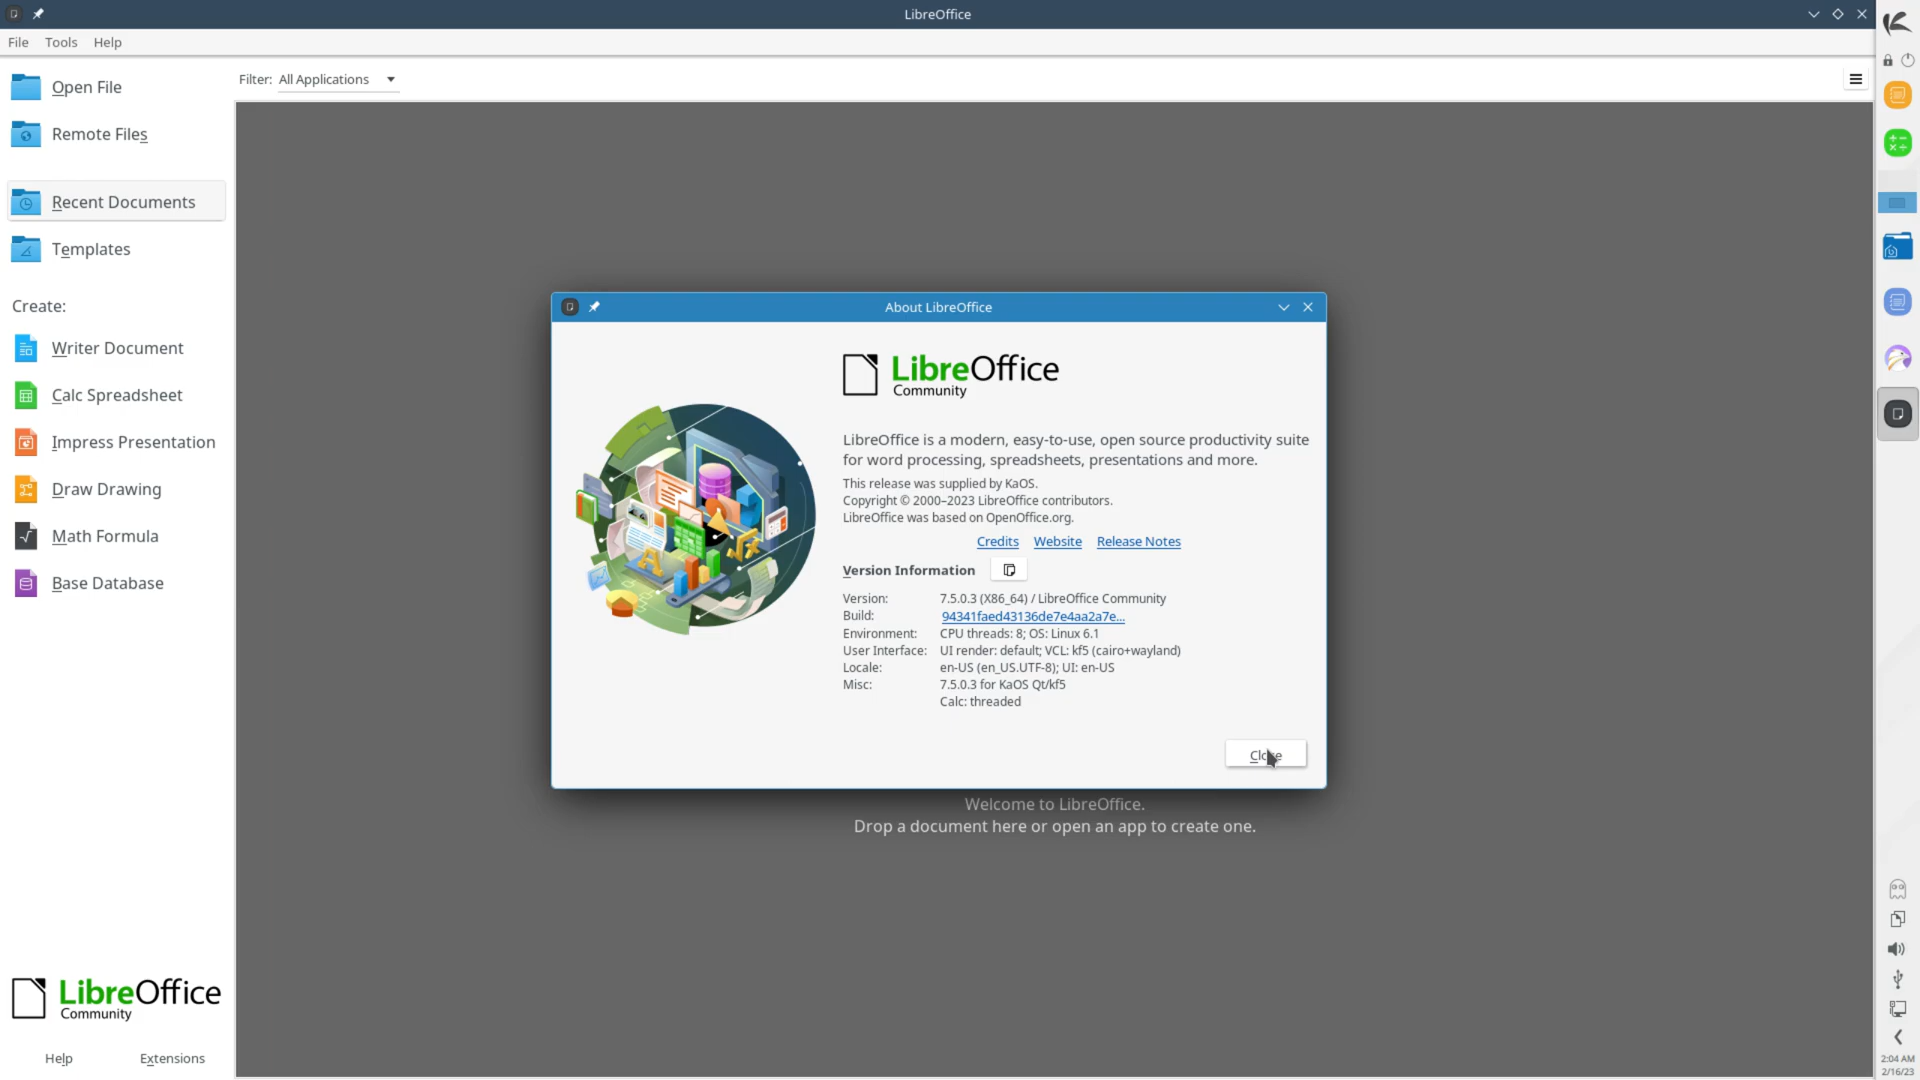 LibreOffice
File Tools Help
Open File
Remote Files
Recent Documents
Templates
Create:
Writer Document
Calc Spreadsheet
Impress Presentation
Draw Drawing
Math Formula
Base Database
LibreOffice
Community
Help Extensions
Filter: All Applications
About LibreOffice
LibreOffice
Community
LibreOffice is a modern, easy-to-use, open source productivity suite
for word processing, spreadsheets, presentations and more.
This release was supplied by KaOS.
Copyright © 2000–2023 LibreOffice contributors.
LibreOffice was based on OpenOffice.org.
Credits Website Release Notes
Version Information
Version: 7.5.0.3 (X86_64) / LibreOffice Community
Build: 94341faed43136de7e4aa2a7e...
Environment: CPU threads: 8; OS: Linux 6.1
User Interface: UI render: default; VCL: kf5 (cairo+wayland)
Locale: en-US (en_US.UTF-8); UI: en-US
Misc: 7.5.0.3 for KaOS Qt/kf5
Calc: threaded
Close
Welcome to LibreOffice.
Drop a document here or open an app to create one.
2:04 AM
2/16/23